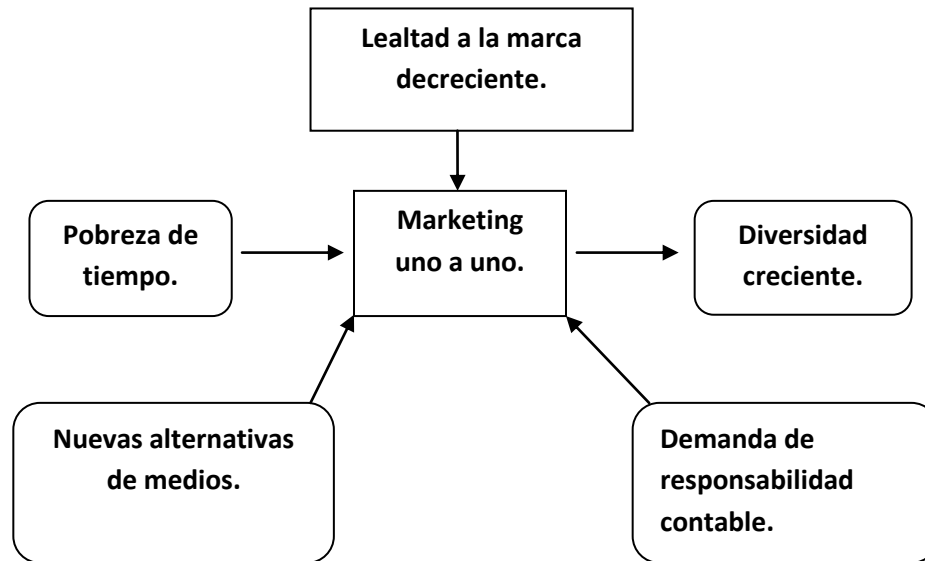 Lealtad a la marca
decreciente.
Pobreza de
tiempo.
Marketing
uno a uno.
Diversidad
creciente.
Nuevas alternativas
de medios.
Demanda de
responsabilidad
contable.